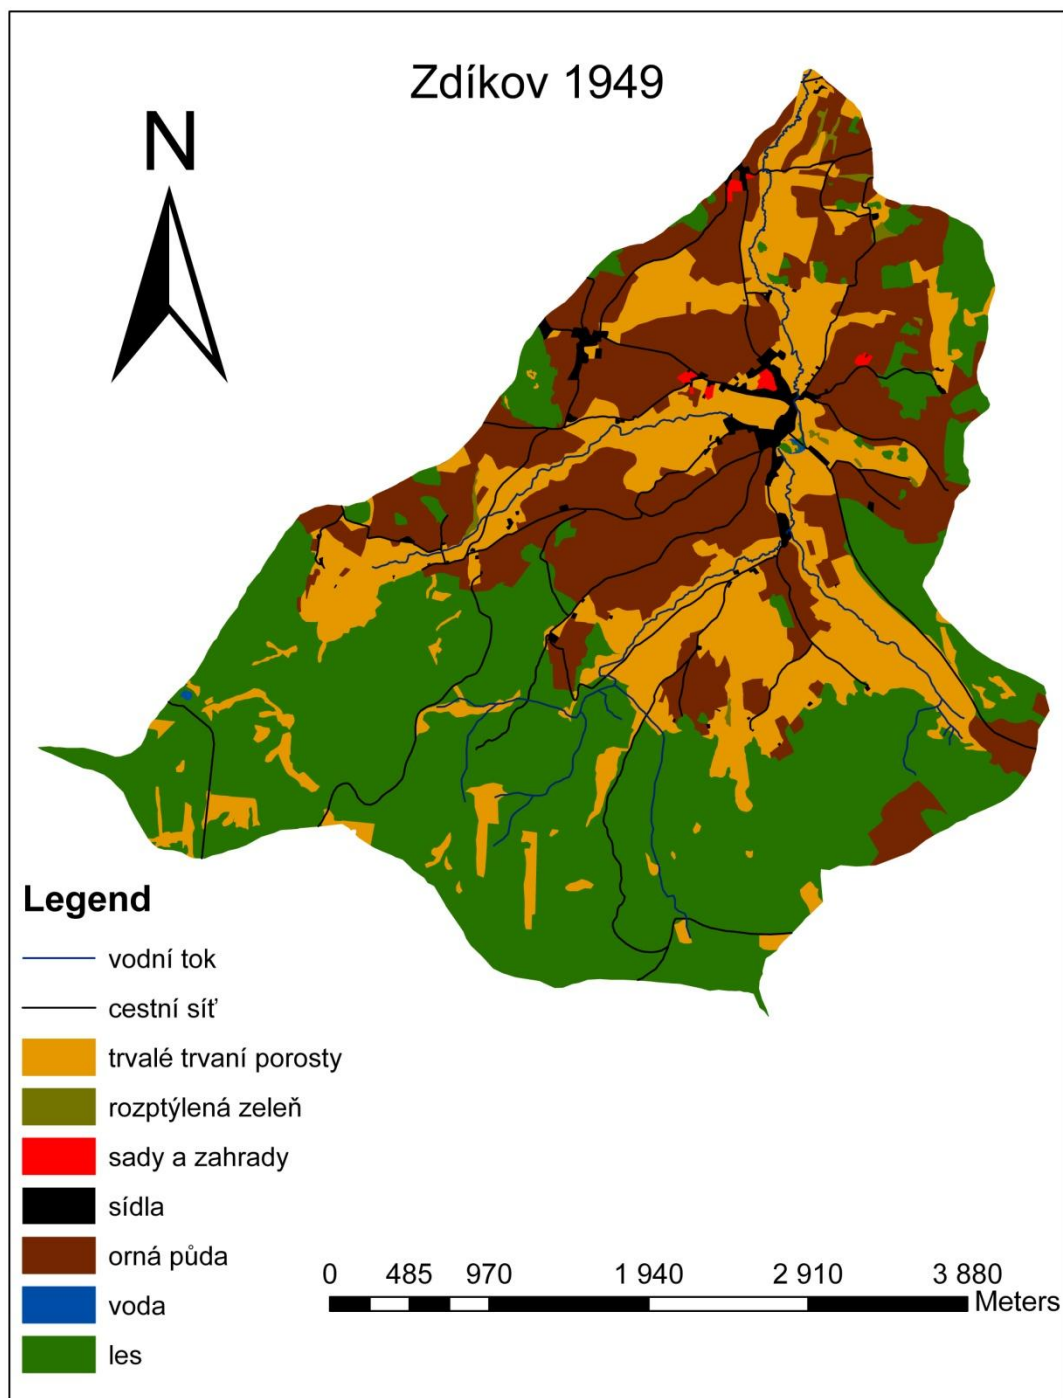 Zdíkov 1949
N
Legend
vodní tok
cestní síť
trvalé trvaní porosty
rozptýlená zeleň
sady a zahrady
sídla
orná půda
voda
les
0 485 970 1 940 2 910 3 880
Meters